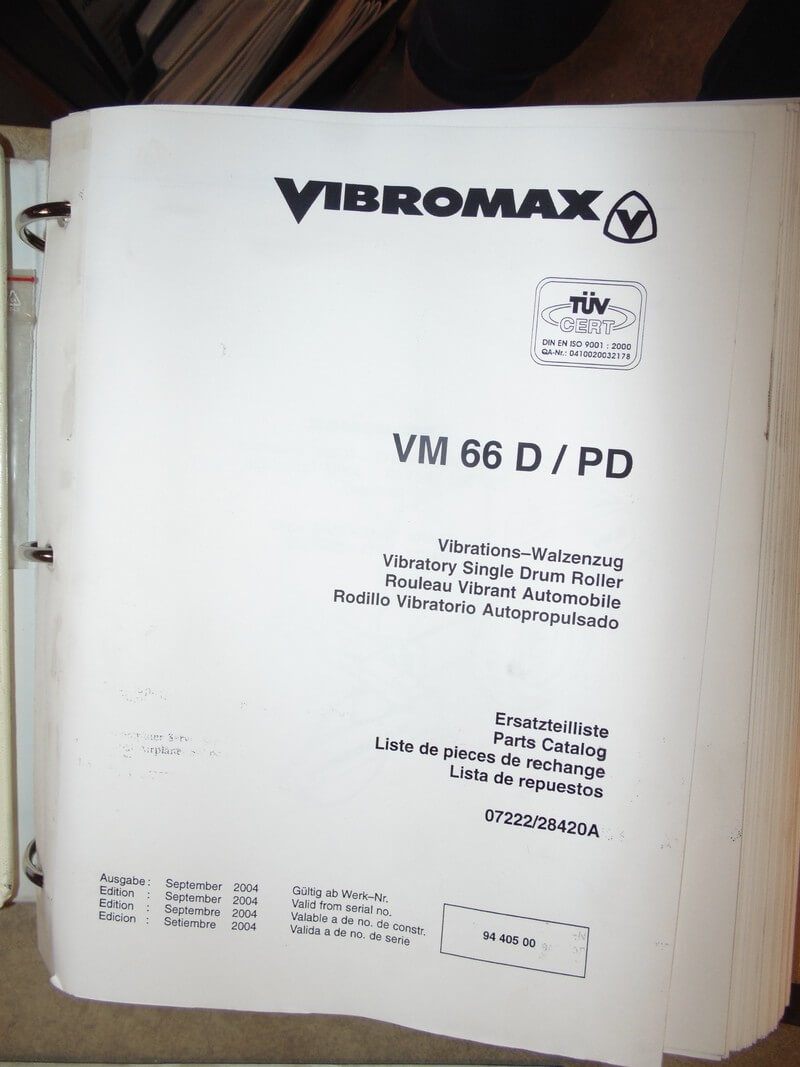 VIBROMAX V
TÜV
CERT
DIN EN ISO 9001 : 2000
QA-Nr.: 0410020032178
VM 66 D / PD
Vibrations–Walzenzug
Vibratory Single Drum Roller
Rouleau Vibrant Automobile
Rodillo Vibratorio Autopropulsado
Ersatzteilliste
Parts Catalog
Liste de pieces de rechange
Lista de repuestos
07222/28420A
Ausgabe : September 2004 Gültig ab Werk–Nr.
Edition : September 2004 Valid from serial no.
Edition : Septembre 2004 Valable a de no. de constr.
Edicion : Setiembre 2004 Valida a de no. de serie
94 405 00